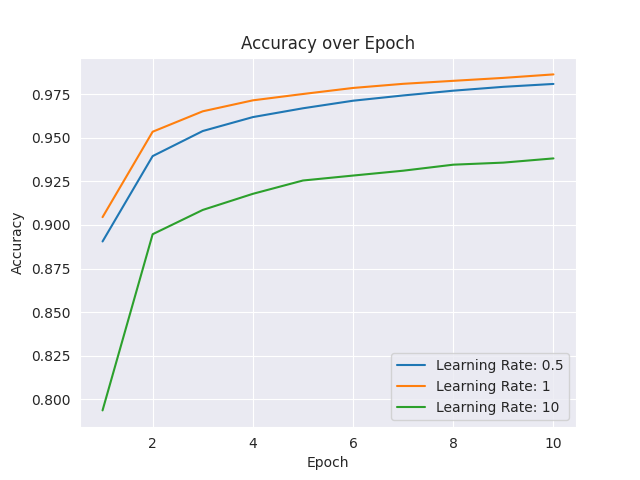 Accuracy over Epoch
Accuracy
0.975
0.950
0.925
0.900
0.875
0.850
0.825
0.800
2
4
6
8
10
Epoch
Learning Rate: 0.5
Learning Rate: 1
Learning Rate: 10